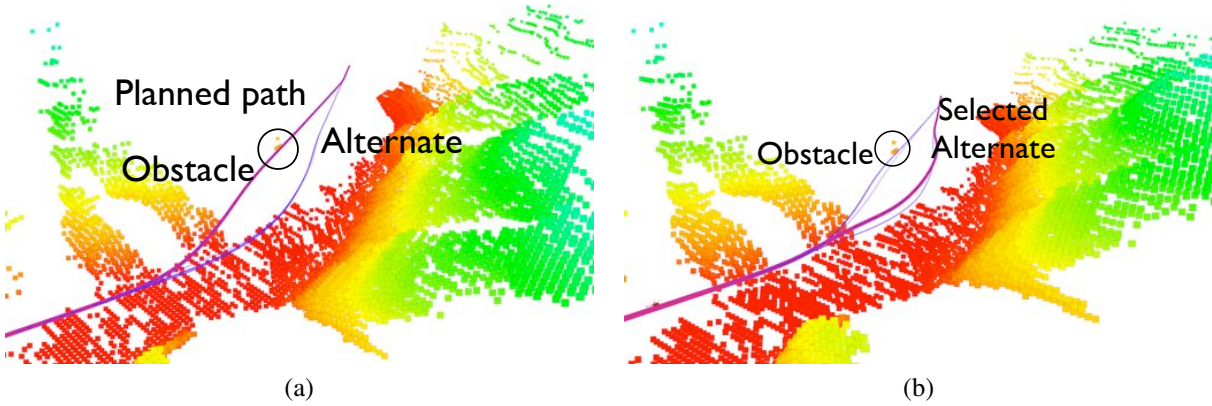 Planned path
Alternate
Obstacle
(a)
Selected
Obstacle
Alternate
(b)